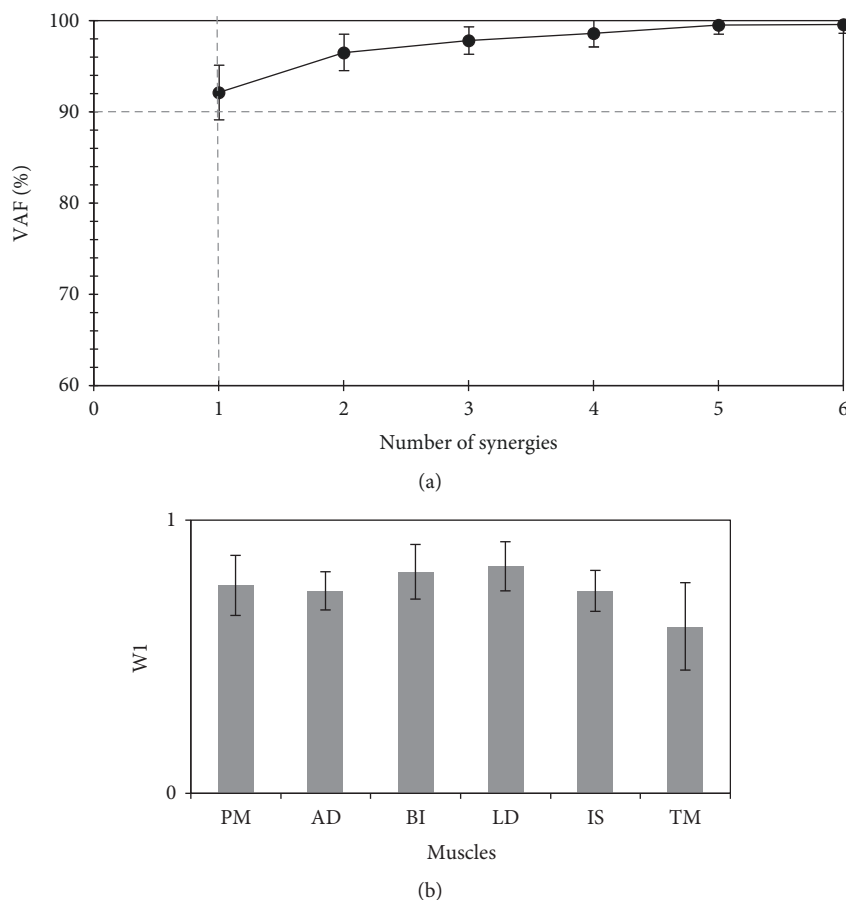 100
90
80
70
60
VAF (%)
0 1 2 3 4 5 6
Number of synergies
(a)
1
0
W1
PM AD BI LD IS TM
Muscles
(b)